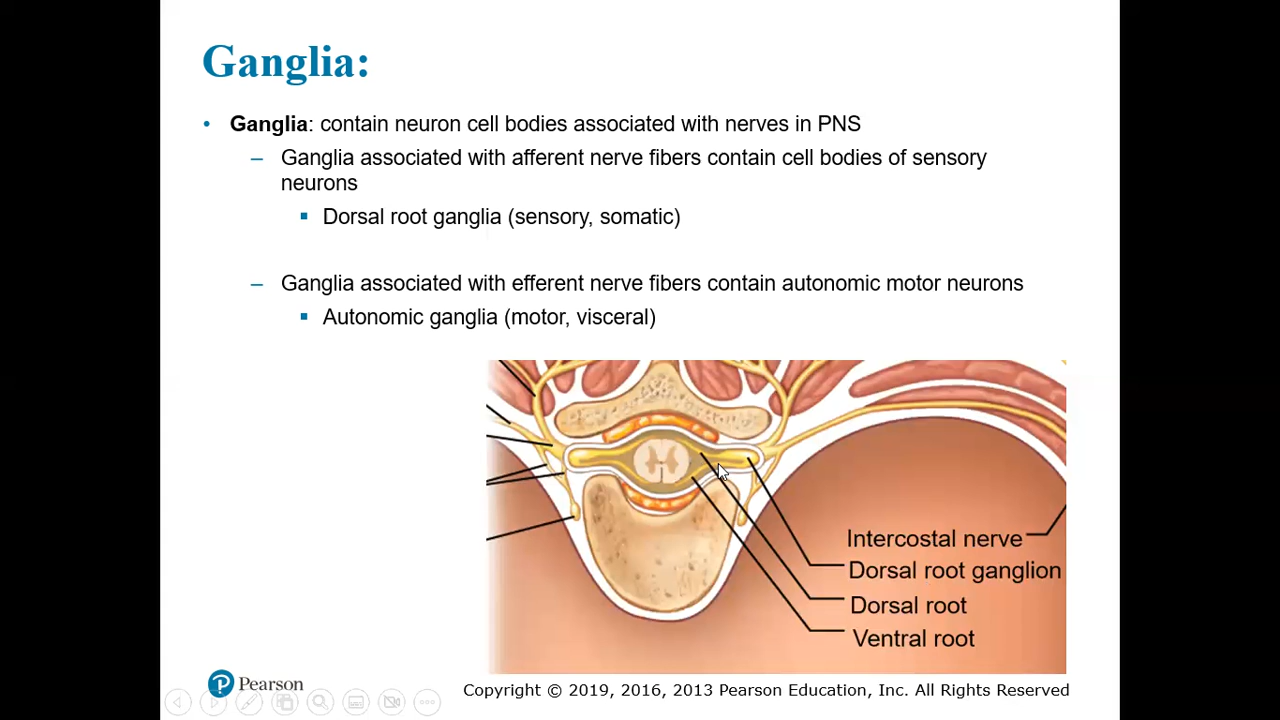 Ganglia:
• Ganglia: contain neuron cell bodies associated with nerves in PNS
– Ganglia associated with afferent nerve fibers contain cell bodies of sensory
neurons
▪ Dorsal root ganglia (sensory, somatic)
– Ganglia associated with efferent nerve fibers contain autonomic motor neurons
▪ Autonomic ganglia (motor, visceral)
Intercostal nerve
Dorsal root ganglion
Dorsal root
Ventral root
P Pearson
Copyright © 2019, 2016, 2013 Pearson Education, Inc. All Rights Reserved